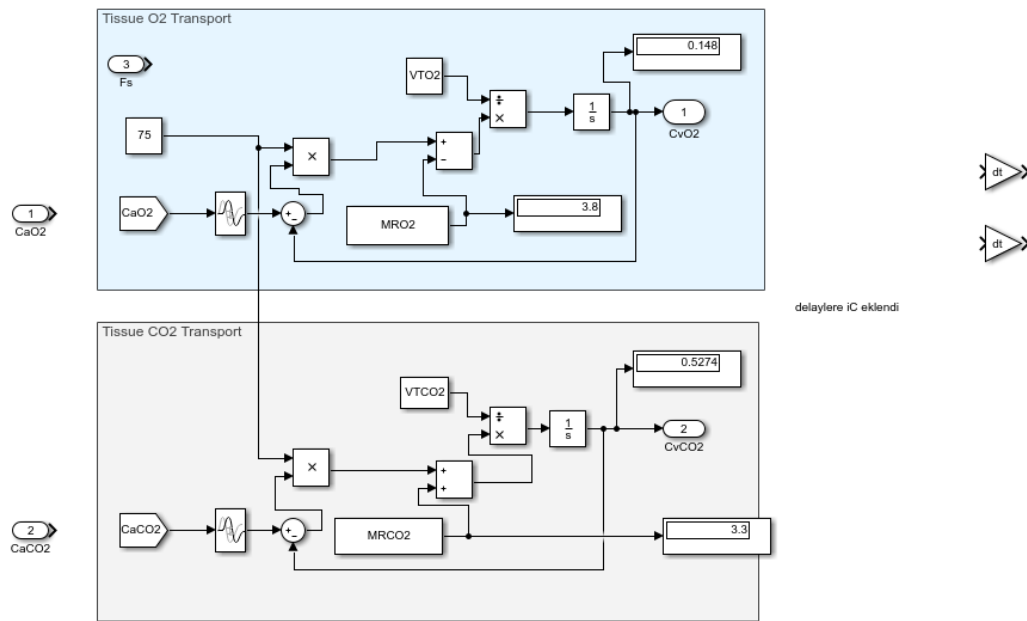 Tissue O2 Transport
3
Fs
0.148
VTO2
÷
×
1
s
1
CvO2
75
×
+
−
dt
1
CaO2
CaO2
+
−
MRO2
3.8
dt
delaylere iC eklendi
Tissue CO2 Transport
0.5274
VTCO2
÷
×
1
s
2
CvCO2
×
+
+
2
CaCO2
CaCO2
+
−
MRCO2
3.3